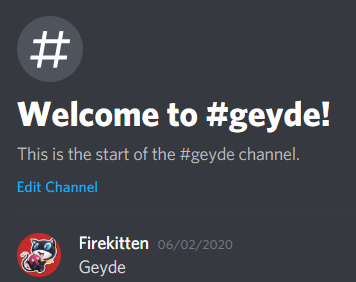 #
Welcome to #geyde!
This is the start of the #geyde channel.
Edit Channel
Firekitten 06/02/2020
Geyde